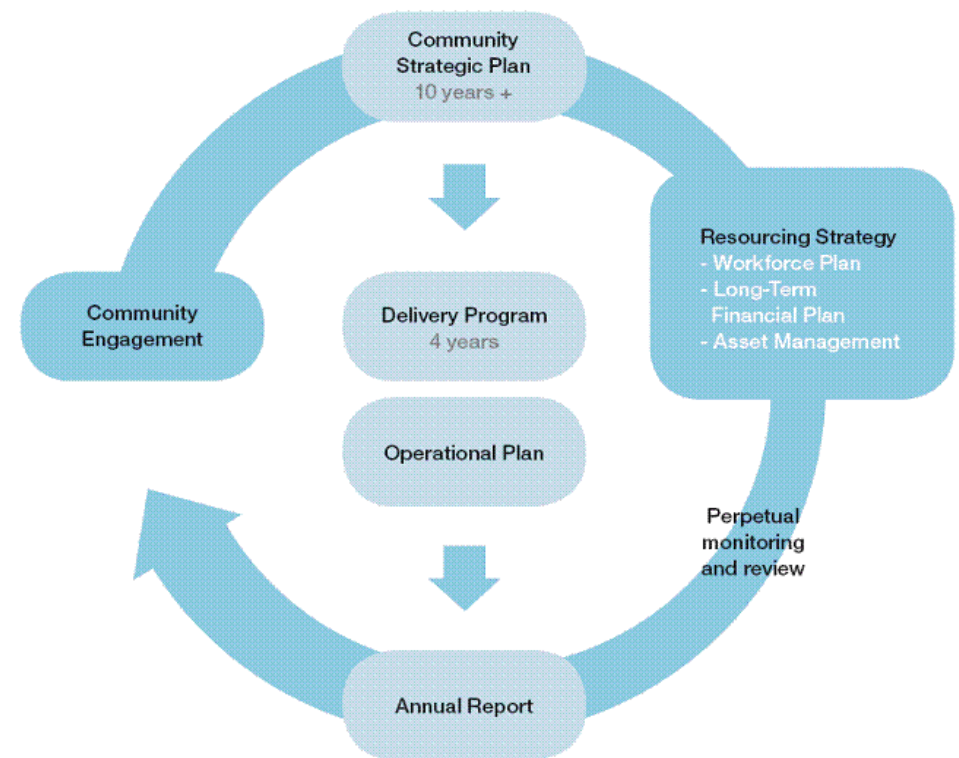 Community
Strategic Plan
10 years +
Resourcing Strategy
- Workforce Plan
- Long-Term
Financial Plan
- Asset Management
Community
Engagement
Delivery Program
4 years
Operational Plan
Perpetual
monitoring
and review
Annual Report